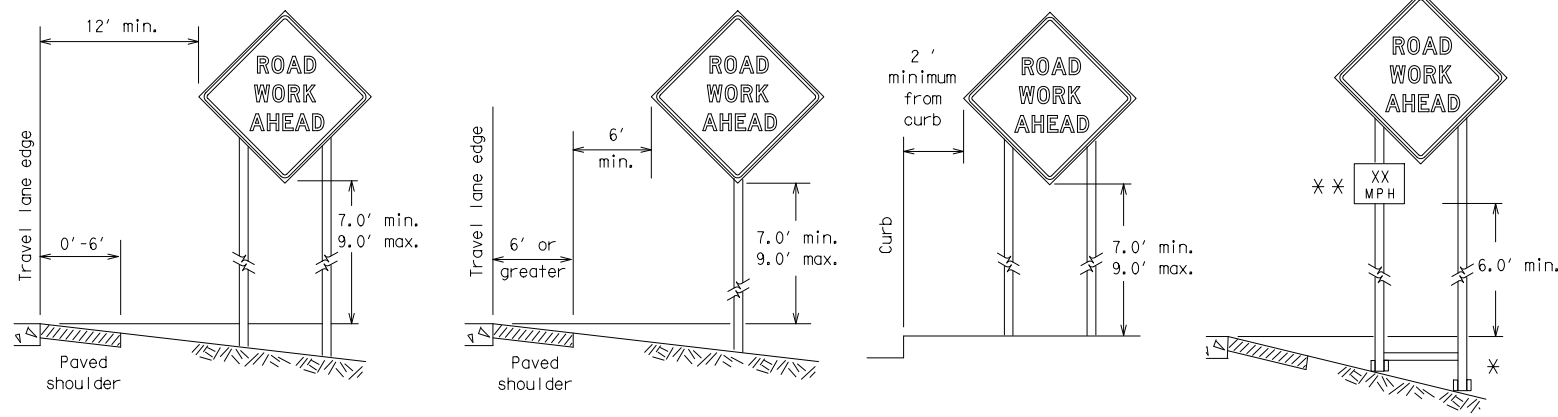 12' min.
ROAD
WORK
AHEAD
Travel lane edge
0'-6'
7.0' min.
9.0' max.
Paved
shoulder
ROAD
WORK
AHEAD
Travel lane edge
6'
min.
6' or
greater
7.0' min.
9.0' max.
Paved
shoulder
2 '
minimum
from
curb
ROAD
WORK
AHEAD
Curb
7.0' min.
9.0' max.
ROAD
WORK
AHEAD
* *
XX
MPH
6.0' min.
*